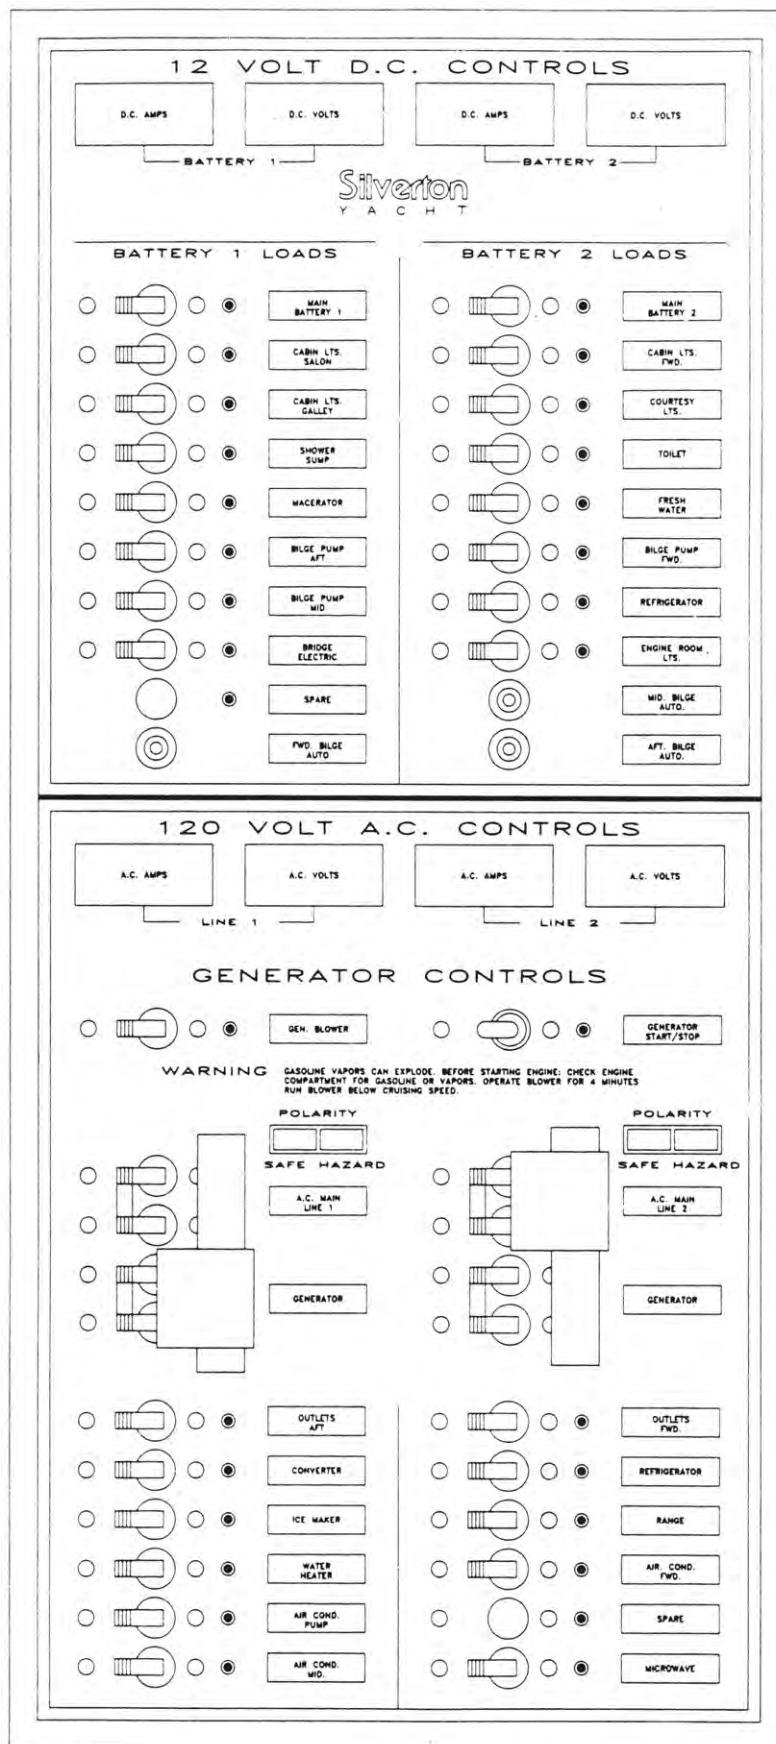 12 VOLT D.C. CONTROLS
D.C. AMPS
D.C. VOLTS
D.C. AMPS
D.C. VOLTS
BATTERY 1
BATTERY 2
Silverton
YACHT
BATTERY 1 LOADS
MAIN
BATTERY 1
CABIN LTS.
SALON
CABIN LTS.
GALLEY
SHOWER
SUMP
MACERATOR
BILGE PUMP
AFT
BILGE PUMP
MID
BRIDGE
ELECTRIC
SPARE
FWD. BILGE
AUTO
BATTERY 2 LOADS
MAIN
BATTERY 2
CABIN LTS.
FWD.
COURTESY
LTS.
TOILET
FRESH
WATER
BILGE PUMP
FWD.
REFRIGERATOR
ENGINE ROOM
LTS.
MID. BILGE
AUTO.
AFT. BILGE
AUTO.
120 VOLT A.C. CONTROLS
A.C. AMPS
A.C. VOLTS
A.C. AMPS
A.C. VOLTS
LINE 1
LINE 2
GENERATOR CONTROLS
GEN. BLOWER
GENERATOR
START/STOP
WARNING GASOLINE VAPORS CAN EXPLODE. BEFORE STARTING ENGINE: CHECK ENGINE
COMPARTMENT FOR GASOLINE OR VAPORS. OPERATE BLOWER FOR 4 MINUTES
RUN BLOWER BELOW CRUISING SPEED.
POLARITY
SAFE HAZARD
A.C. MAIN
LINE 1
GENERATOR
POLARITY
SAFE HAZARD
A.C. MAIN
LINE 2
GENERATOR
OUTLETS
AFT
CONVERTER
ICE MAKER
WATER
HEATER
AIR COND.
PUMP
AIR COND.
MID.
OUTLETS
FWD.
REFRIGERATOR
RANGE
AIR. COND.
FWD.
SPARE
MICROWAVE